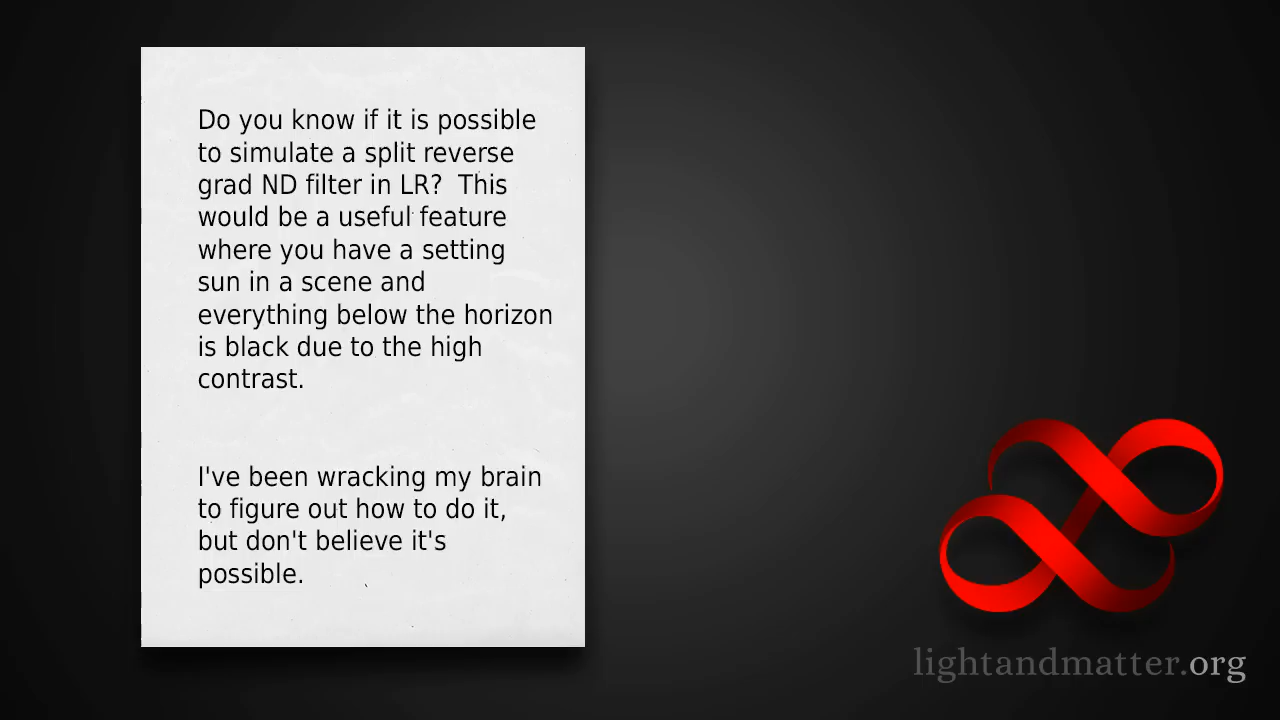 Do you know if it is possible
to simulate a split reverse
grad ND filter in LR?  This
would be a useful feature
where you have a setting
sun in a scene and
everything below the horizon
is black due to the high
contrast.
I've been wracking my brain
to figure out how to do it,
but don't believe it's
possible.
lightandmatter.org